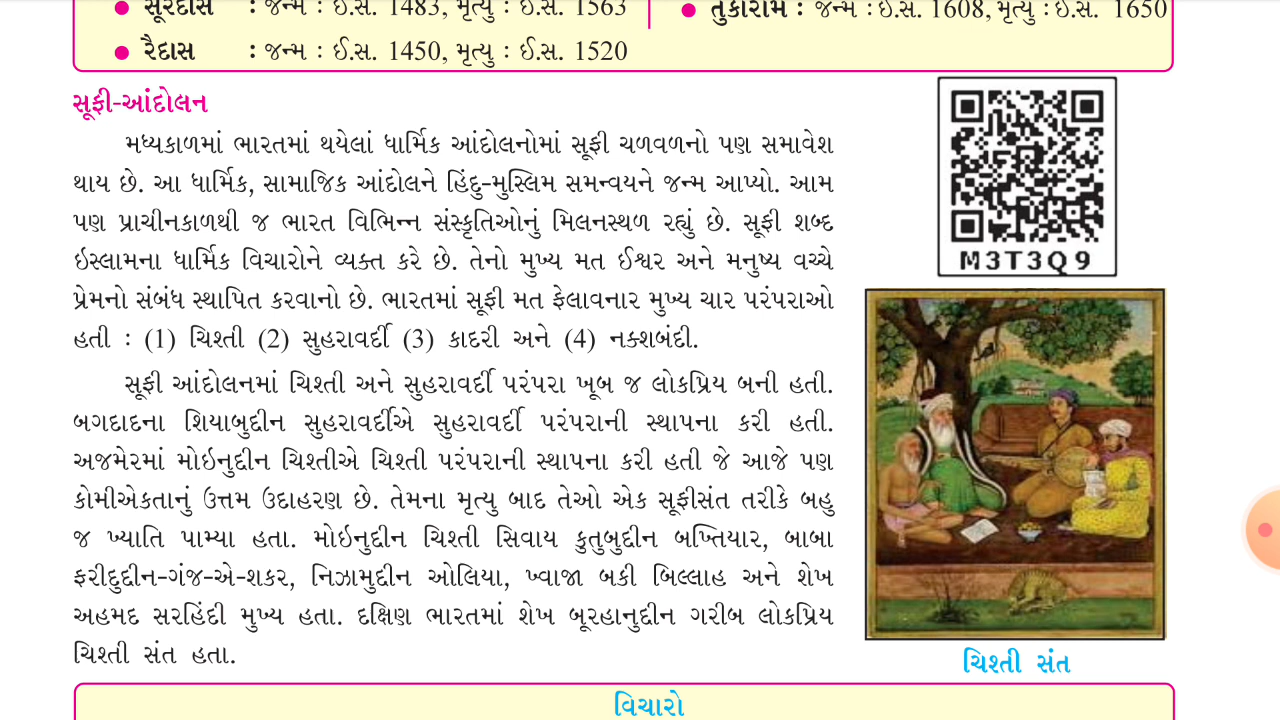 ● સૂરદાસ : જન્મ : ઈ.સ. 1483, મૃત્યુ : ઈ.સ. 1563
● તુકારામ : જન્મ : ઈ.સ. 1608, મૃત્યુ : ઈ.સ. 1650
● રૈદાસ : જન્મ : ઈ.સ. 1450, મૃત્યુ : ઈ.સ. 1520
સૂફી-આંદોલન
મધ્યકાળમાં ભારતમાં થયેલાં ધાર્મિક આંદોલનોમાં સૂફી ચળવળનો પણ સમાવેશ
થાય છે. આ ધાર્મિક, સામાજિક આંદોલને હિંદુ-મુસ્લિમ સમન્વયને જન્મ આપ્યો. આમ
પણ પ્રાચીનકાળથી જ ભારત વિભિન્ન સંસ્કૃતિઓનું મિલનસ્થળ રહ્યું છે. સૂફી શબ્દ
ઇસ્લામના ધાર્મિક વિચારોને વ્યક્ત કરે છે. તેનો મુખ્ય મત ઈશ્વર અને મનુષ્ય વચ્ચે
પ્રેમનો સંબંધ સ્થાપિત કરવાનો છે. ભારતમાં સૂફી મત ફેલાવનાર મુખ્ય ચાર પરંપરાઓ
હતી : (1) ચિશ્તી (2) સુહરાવર્દી (3) કાદરી અને (4) નક્શબંદી.
સૂફી આંદોલનમાં ચિશ્તી અને સુહરાવર્દી પરંપરા ખૂબ જ લોકપ્રિય બની હતી.
બગદાદના શિયાબુદ્દીન સુહરાવર્દીએ સુહરાવર્દી પરંપરાની સ્થાપના કરી હતી.
અજમેરમાં મોઇનુદ્દીન ચિશ્તીએ ચિશ્તી પરંપરાની સ્થાપના કરી હતી જે આજે પણ
કોમીએકતાનું ઉત્તમ ઉદાહરણ છે. તેમના મૃત્યુ બાદ તેઓ એક સૂફીસંત તરીકે બહુ
જ ખ્યાતિ પામ્યા હતા. મોઇનુદ્દીન ચિશ્તી સિવાય કુતુબુદ્દીન બખ્તિયાર, બાબા
ફરીદુદ્દીન-ગંજ-એ-શકર, નિઝામુદ્દીન ઓલિયા, ખ્વાજા બકી બિલ્લાહ અને શેખ
અહમદ સરહિંદી મુખ્ય હતા. દક્ષિણ ભારતમાં શેખ બૂરહાનુદ્દીન ગરીબ લોકપ્રિય
ચિશ્તી સંત હતા.
M3T3Q9
ચિશ્તી સંત
વિચારો